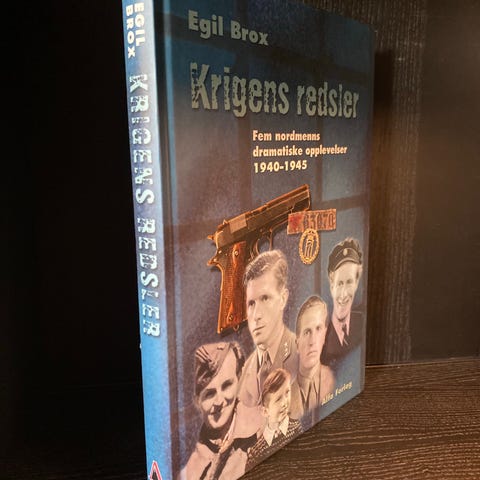 EGIL
BROX
KRIGENS REDSLER
Egil Brox
Krigens redsler
Fem nordmenns
dramatiske opplevelser
1940-1945
Alfa Forlag